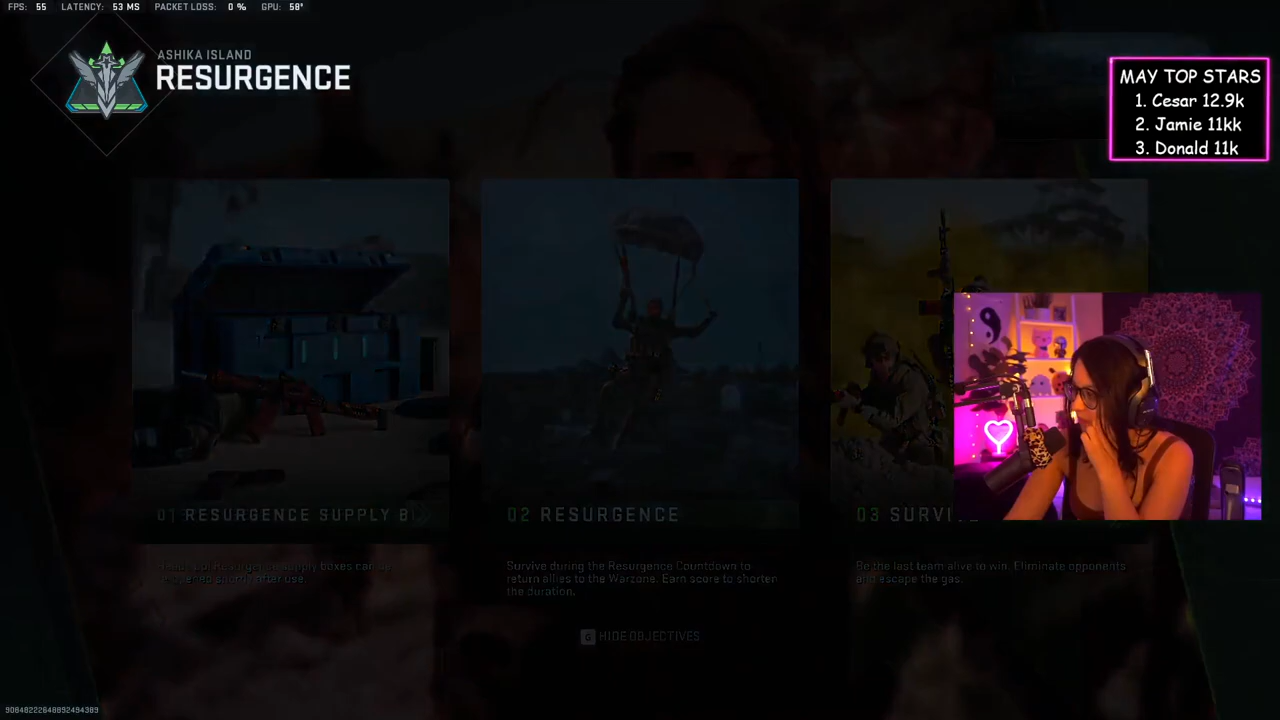 FPS: 55 LATENCY: 53 MS PACKET LOSS: 0 % GPU: 58°
ASHIKA ISLAND
RESURGENCE
MAY TOP STARS
1. Cesar 12.9k
2. Jamie 11kk
3. Donald 11k
01 RESURGENCE SUPPLY
02 RESURGENCE
03
Survive during the Resurgence Countdown to
return allies to the Warzone. Earn score to shorten
the duration.
Be the last team alive to win. Eliminate opponents
and escape the gas.
G HIDE OBJECTIVES